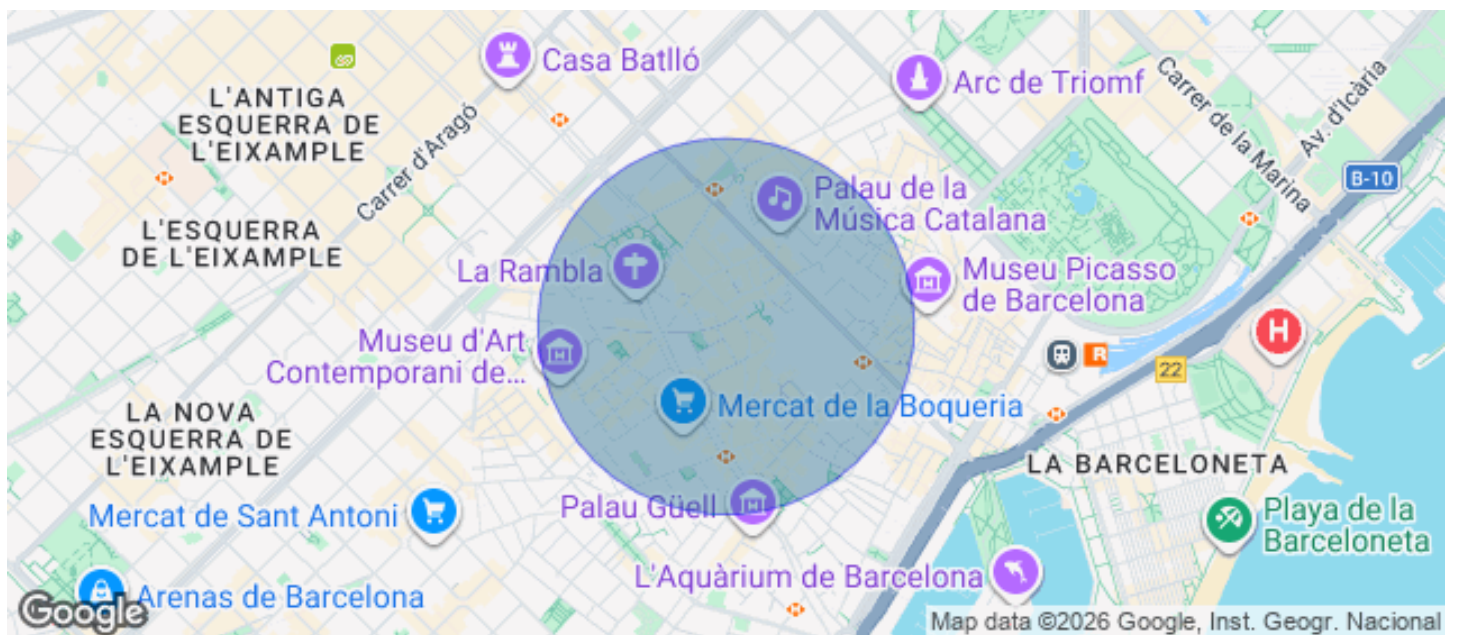 Casa Batlló
Arc de Triomf
Carrer de la Marina
Av. d'Icària
L'ANTIGA
ESQUERRA DE
L'EIXAMPLE
Carrer d'Aragó
B-10
Palau de la
Música Catalana
L'ESQUERRA
DE L'EIXAMPLE
La Rambla
Museu Picasso
de Barcelona
H
Museu d'Art
Contemporani de...
R
22
Mercat de la Boqueria
LA NOVA
ESQUERRA DE
L'EIXAMPLE
LA BARCELONETA
Mercat de Sant Antoni
Palau Güell
Playa de la
Barceloneta
L'Aquàrium de Barcelona
Arenas de Barcelona
Google
Map data ©2026 Google, Inst. Geogr. Nacional